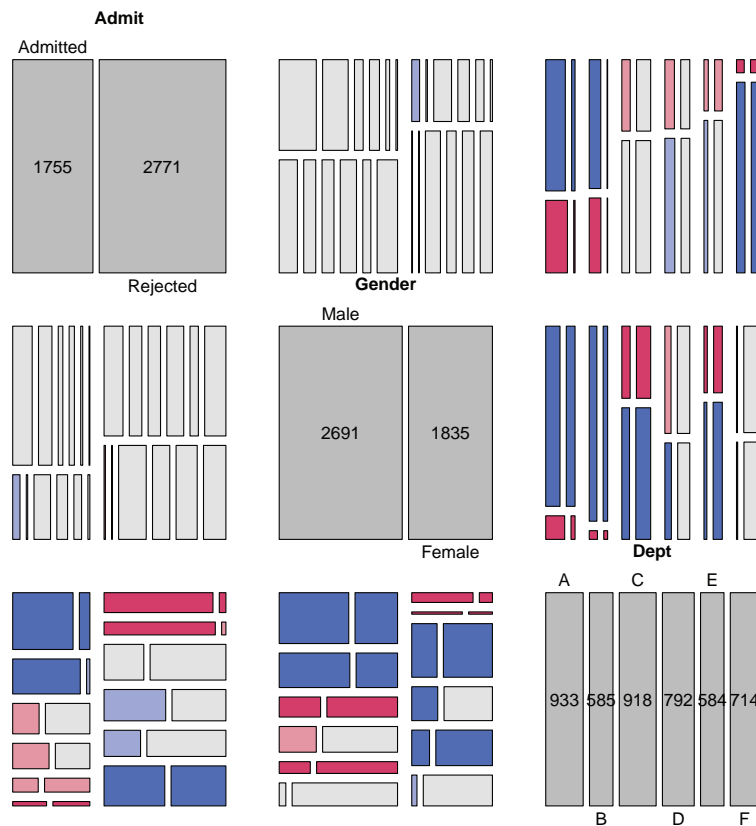 Admit
Admitted
1755 2771
Rejected
Gender
Male
2691 1835
Female
Dept
A C E
933 585 918 792 584 714
B D F